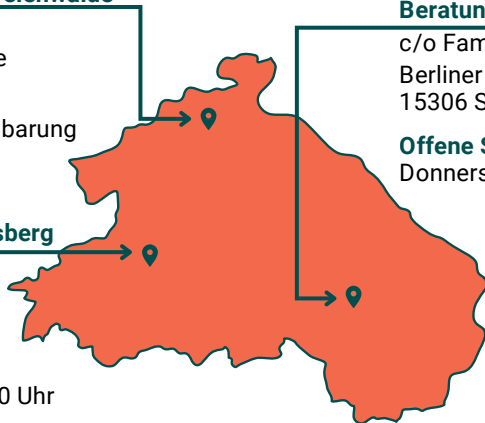 e
barung
sberg
0 Uhr
Beratun
c/o Fam
Berliner
15306 S
Offene S
Donners